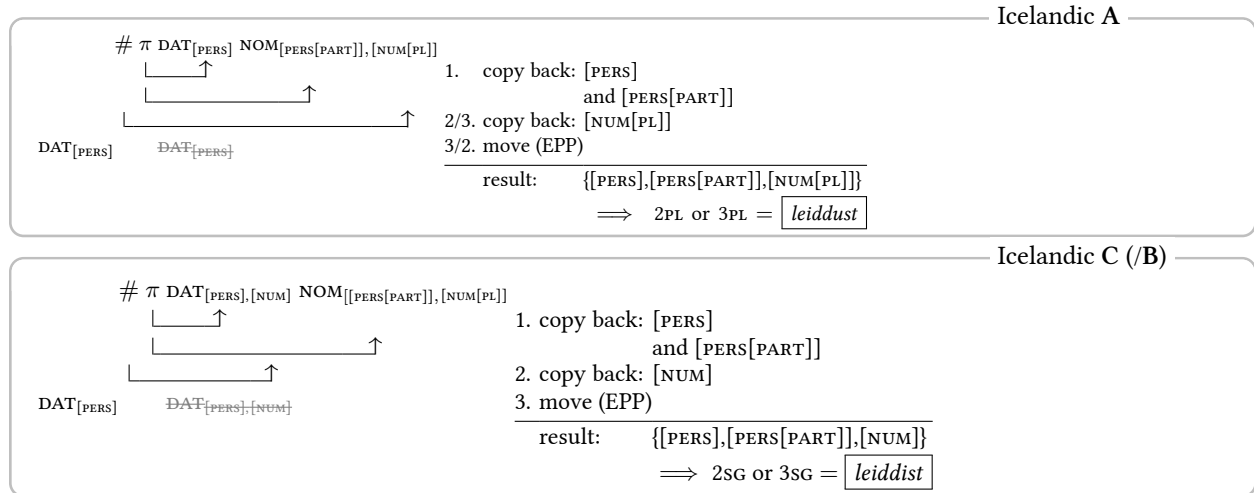 Icelandic A
# π DAT[PERS] NOM[PERS[PART]],[NUM[PL]]
1. copy back: [PERS]
and [PERS[PART]]
2/3. copy back: [NUM[PL]]
DAT[PERS] DAT[PERS] 3/2. move (EPP)
result: {[PERS],[PERS[PART]],[NUM[PL]]}
⟹ 2PL or 3PL = leiddust
Icelandic C (/B)
# π DAT[PERS],[NUM] NOM[[PERS[PART]],[NUM[PL]]
1. copy back: [PERS]
and [PERS[PART]]
2. copy back: [NUM]
DAT[PERS] DAT[PERS],[NUM] 3. move (EPP)
result: {[PERS],[PERS[PART]],[NUM]}
⟹ 2SG or 3SG = leiddist